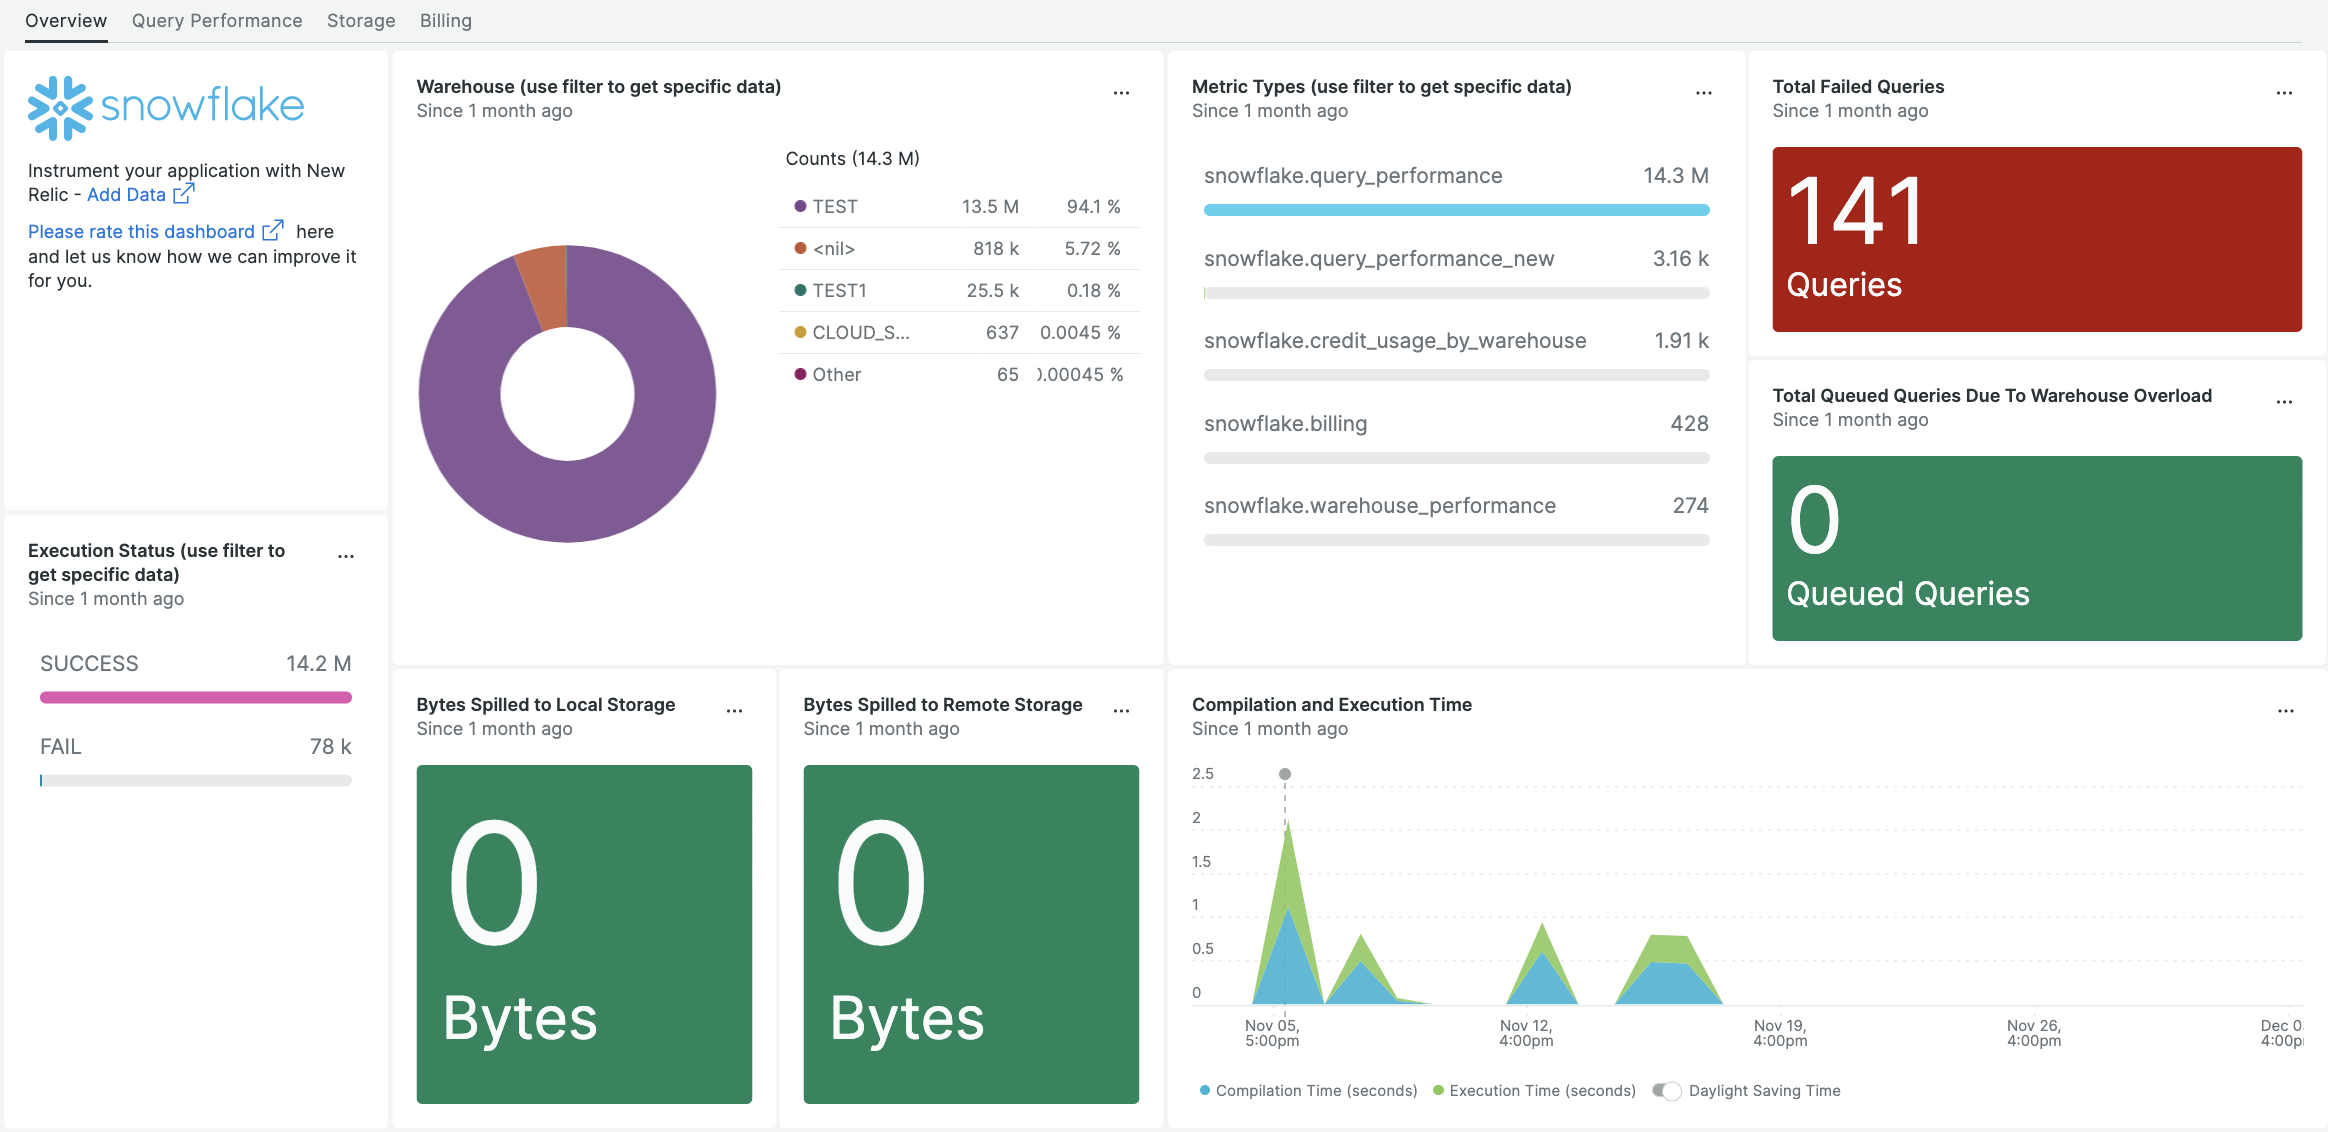 Overview Query Performance Storage Billing
snowflake
Instrument your application with New
Relic - Add Data
Please rate this dashboard here
and let us know how we can improve it
for you.
Execution Status (use filter to
get specific data)
...
Since 1 month ago
SUCCESS 14.2 M
FAIL 78 k
Warehouse (use filter to get specific data) ...
Since 1 month ago
Counts (14.3 M)
TEST 13.5 M 94.1 %
<nil> 818 k 5.72 %
TEST1 25.5 k 0.18 %
CLOUD_S... 637 0.0045 %
Other 65 .00045 %
Metric Types (use filter to get specific data) ...
Since 1 month ago
snowflake.query_performance 14.3 M
snowflake.query_performance_new 3.16 k
snowflake.credit_usage_by_warehouse 1.91 k
snowflake.billing 428
snowflake.warehouse_performance 274
Total Failed Queries ...
Since 1 month ago
141
Queries
Total Queued Queries Due To Warehouse Overload ...
Since 1 month ago
0
Queued Queries
Bytes Spilled to Local Storage ...
Since 1 month ago
0
Bytes
Bytes Spilled to Remote Storage ...
Since 1 month ago
0
Bytes
Compilation and Execution Time ...
Since 1 month ago
2.5
2
1.5
1
0.5
0
Nov 05,
5:00pm
Nov 12,
4:00pm
Nov 19,
4:00pm
Nov 26,
4:00pm
Dec 0
4:00p
Compilation Time (seconds) Execution Time (seconds) Daylight Saving Time